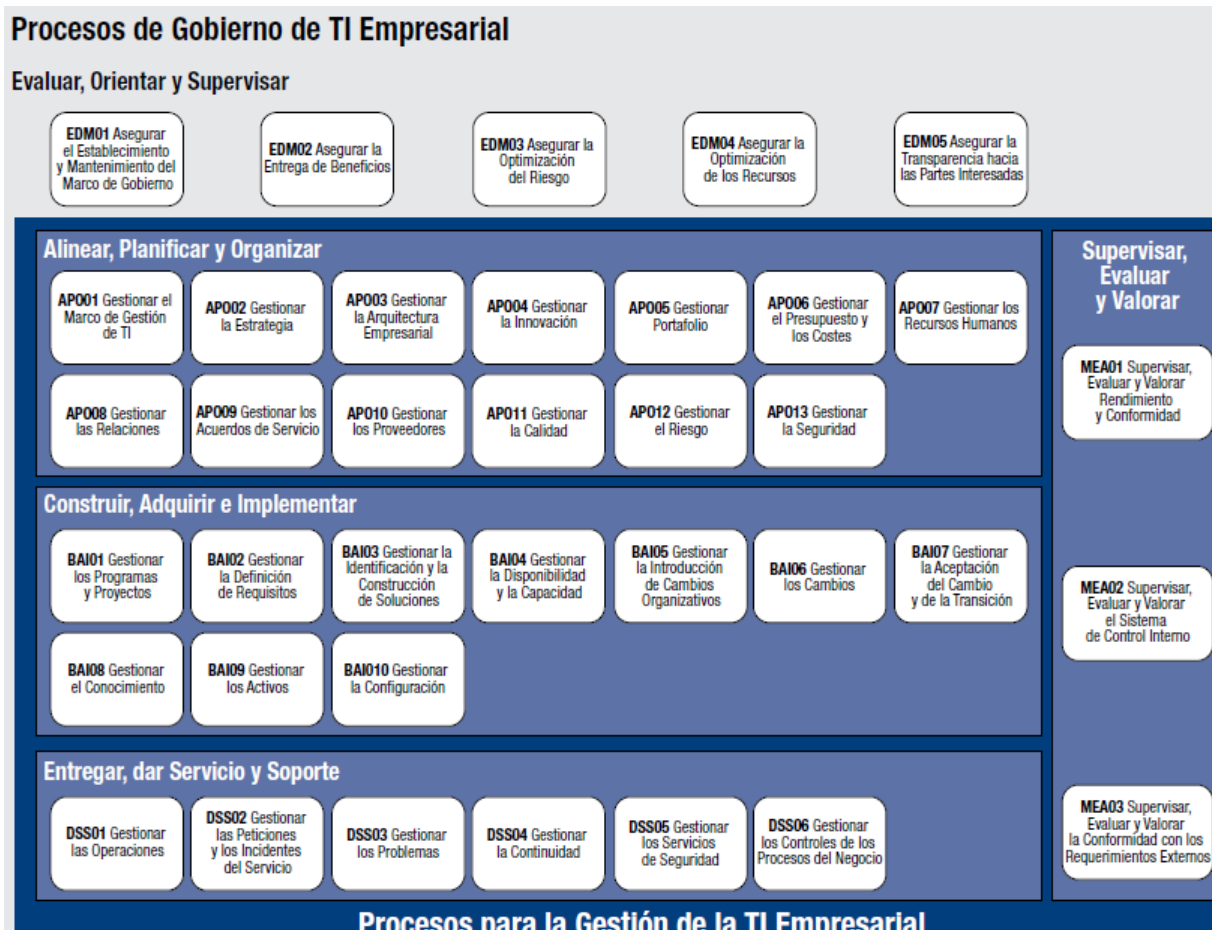 Procesos de Gobierno de TI Empresarial
Evaluar, Orientar y Supervisar
EDM01 Asegurar
el Establecimiento
y Mantenimiento del
Marco de Gobierno
EDM02 Asegurar la
Entrega de Beneficios
EDM03 Asegurar la
Optimización
del Riesgo
EDM04 Asegurar la
Optimización
de los Recursos
EDM05 Asegurar la
Transparencia hacia
las Partes Interesadas
Alinear, Planificar y Organizar
APO01 Gestionar el
Marco de Gestión
de TI
APO02 Gestionar
la Estrategia
APO03 Gestionar
la Arquitectura
Empresarial
APO04 Gestionar
la Innovación
APO05 Gestionar
Portafolio
APO06 Gestionar
el Presupuesto y
los Costes
APO07 Gestionar los
Recursos Humanos
APO08 Gestionar
las Relaciones
APO09 Gestionar los
Acuerdos de Servicio
APO10 Gestionar
los Proveedores
APO11 Gestionar
la Calidad
APO12 Gestionar
el Riesgo
APO13 Gestionar
la Seguridad
Construir, Adquirir e Implementar
BAI01 Gestionar
los Programas
y Proyectos
BAI02 Gestionar
la Definición
de Requisitos
BAI03 Gestionar la
Identificación y la
Construcción
de Soluciones
BAI04 Gestionar
la Disponibilidad
y la Capacidad
BAI05 Gestionar
la Introducción
de Cambios
Organizativos
BAI06 Gestionar
los Cambios
BAI07 Gestionar
la Aceptación
del Cambio
y de la Transición
BAI08 Gestionar
el Conocimiento
BAI09 Gestionar
los Activos
BAI010 Gestionar
la Configuración
Entregar, dar Servicio y Soporte
DSS01 Gestionar
las Operaciones
DSS02 Gestionar
las Peticiones
y los Incidentes
del Servicio
DSS03 Gestionar
los Problemas
DSS04 Gestionar
la Continuidad
DSS05 Gestionar
los Servicios
de Seguridad
DSS06 Gestionar
los Controles de los
Procesos del Negocio
Supervisar,
Evaluar
y Valorar
MEA01 Supervisar,
Evaluar y Valorar
Rendimiento
y Conformidad
MEA02 Supervisar,
Evaluar y Valorar
el Sistema
de Control Interno
MEA03 Supervisar,
Evaluar y Valorar
la Conformidad con los
Requerimientos Externos
Procesos para la Gestión de la TI Empresarial